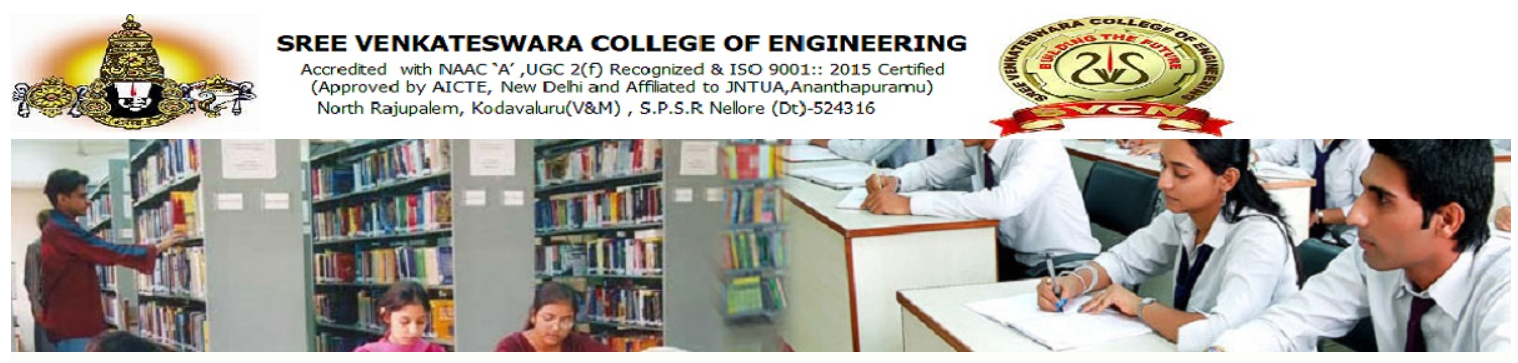 SREE VENKATESWARA COLLEGE OF ENGINEERING
Accredited with NAAC `A´ ,UGC 2(f) Recognized & ISO 9001:: 2015 Certified
(Approved by AICTE, New Delhi and Affiliated to JNTUA,Ananthapuramu)
North Rajupalem, Kodavaluru(V&M) , S.P.S.R Nellore (Dt)-524316
SREE VENKATESWARA COLLEGE OF ENGINEERING
BUILDING THE FUTURE
SVCN